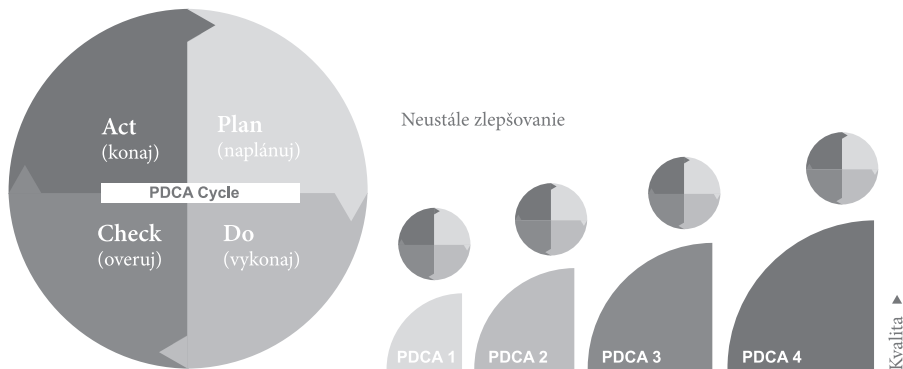 Act
(konaj)
Plan
(naplánuj)
PDCA Cycle
Check
(overuj)
Do
(vykonaj)
Neustále zlepšovanie
PDCA 1
PDCA 2
PDCA 3
PDCA 4
Kvalita